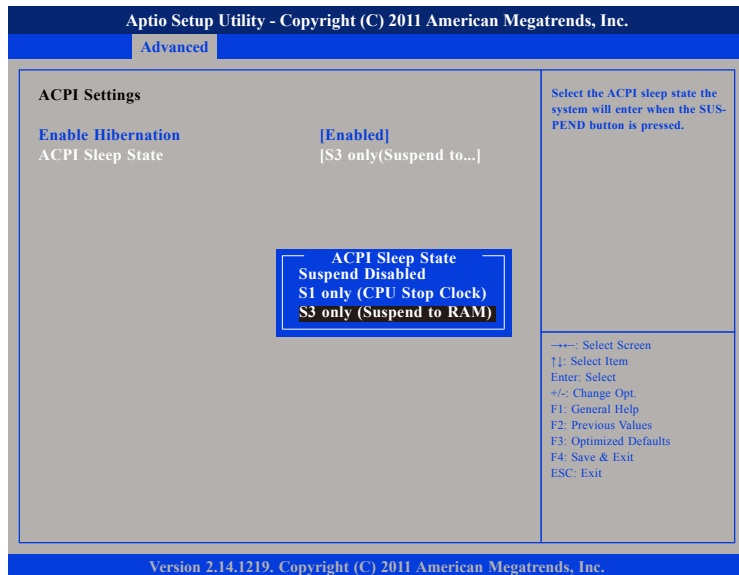 Aptio Setup Utility - Copyright (C) 2011 American Megatrends, Inc.
Advanced
ACPI Settings
Enable Hibernation [Enabled]
ACPI Sleep State [S3 only(Suspend to...]
ACPI Sleep State
Suspend Disabled
S1 only (CPU Stop Clock)
S3 only (Suspend to RAM)
Select the ACPI sleep state the
system will enter when the SUS-
PEND button is pressed.
→←: Select Screen
↑↓: Select Item
Enter: Select
+/-: Change Opt.
F1: General Help
F2: Previous Values
F3: Optimized Defaults
F4: Save & Exit
ESC: Exit
Version 2.14.1219. Copyright (C) 2011 American Megatrends, Inc.